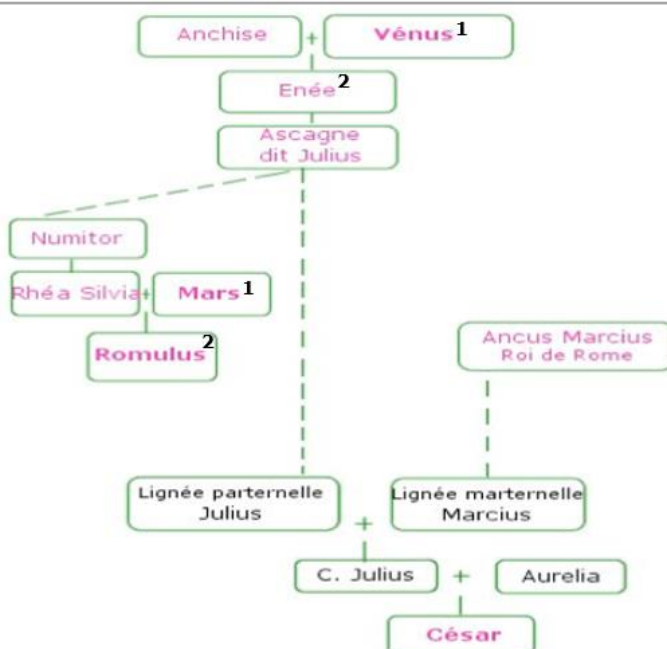 Anchise + Vénus1
Enée2
Ascagne
dit Julius
Numitor
Rhéa Silvia + Mars1
Romulus2
Ancus Marcius
Roi de Rome
Lignée parternelle
Julius
+
Lignée marternelle
Marcius
C. Julius + Aurelia
César